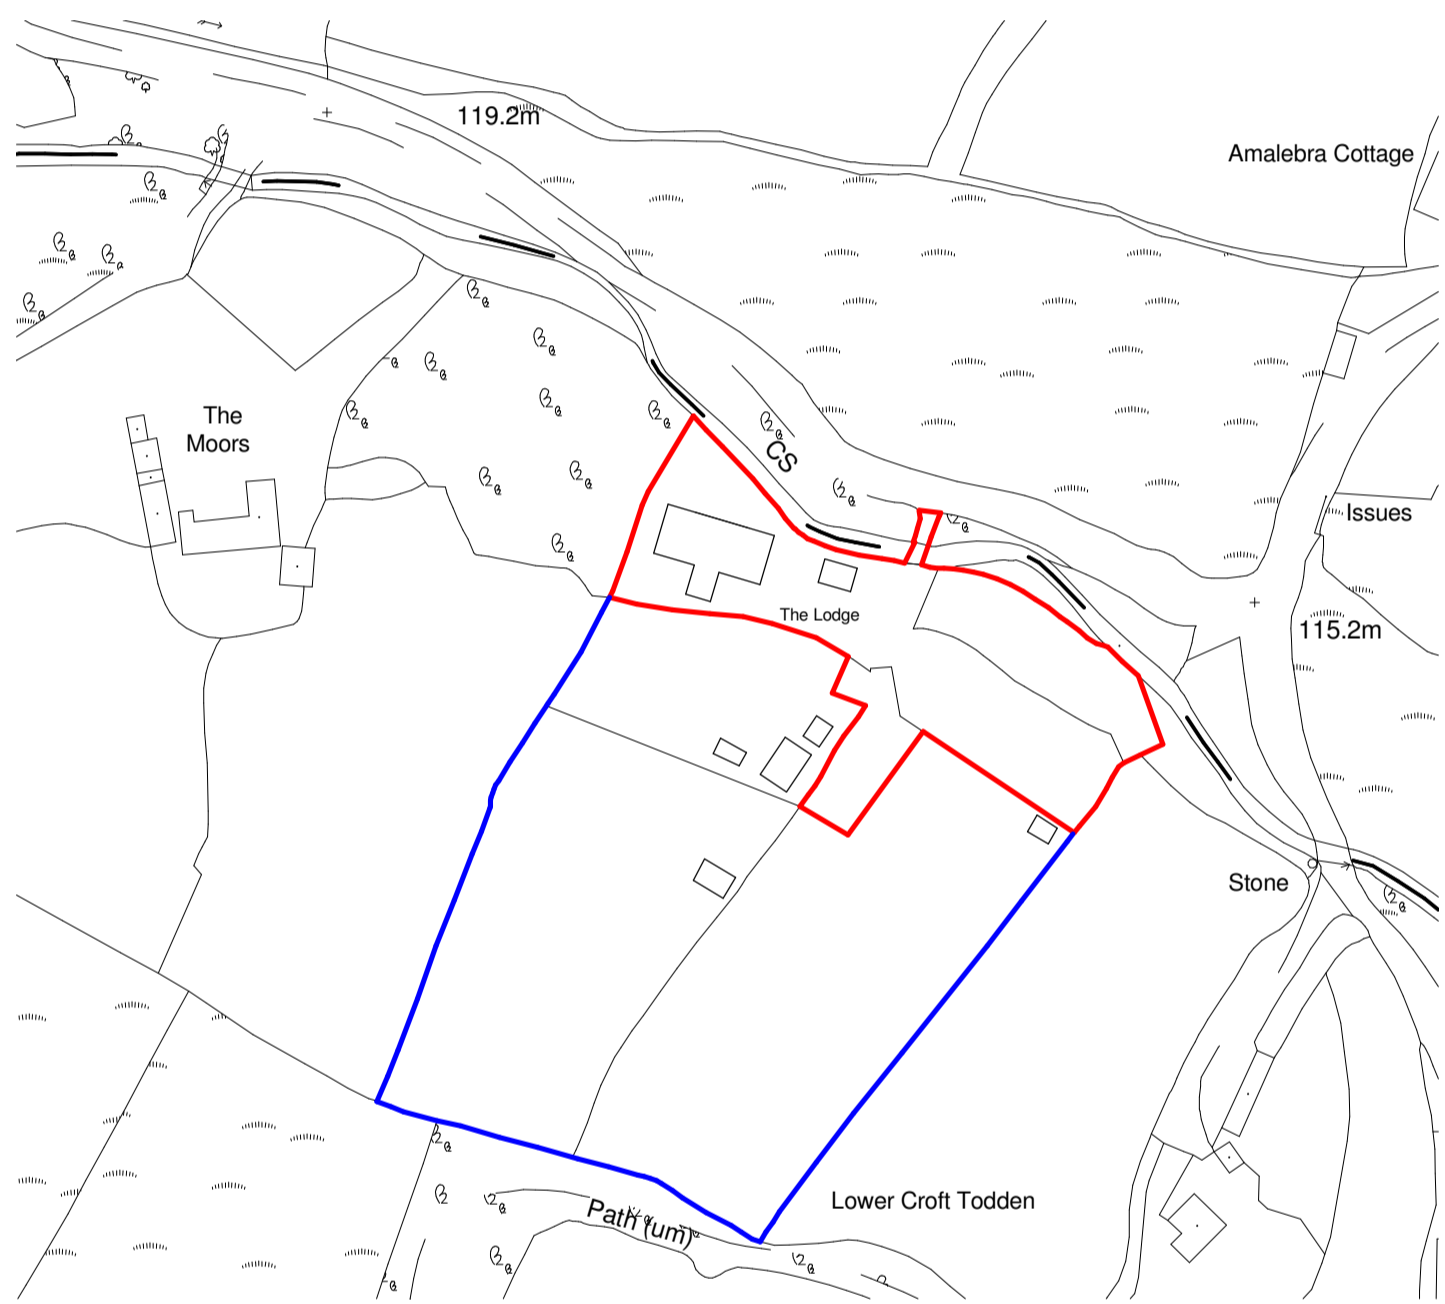 119.2m
Amalebra Cottage
The
Moors
CS
Issues
The Lodge
115.2m
Stone
Lower Croft Todden
Path (um)